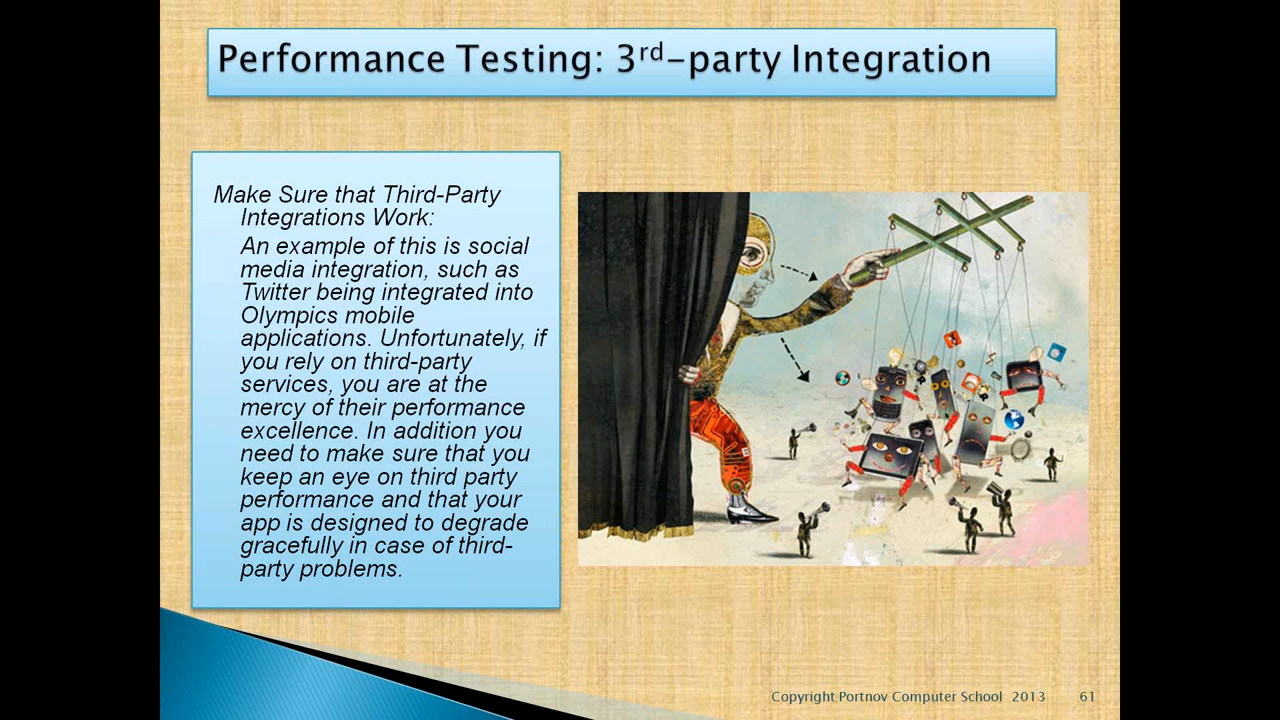 Performance Testing: 3rd-party Integration
Make Sure that Third-Party
Integrations Work:
An example of this is social
media integration, such as
Twitter being integrated into
Olympics mobile
applications. Unfortunately, if
you rely on third-party
services, you are at the
mercy of their performance
excellence. In addition you
need to make sure that you
keep an eye on third party
performance and that your
app is designed to degrade
gracefully in case of third-
party problems.
Copyright Portnov Computer School 2013 61